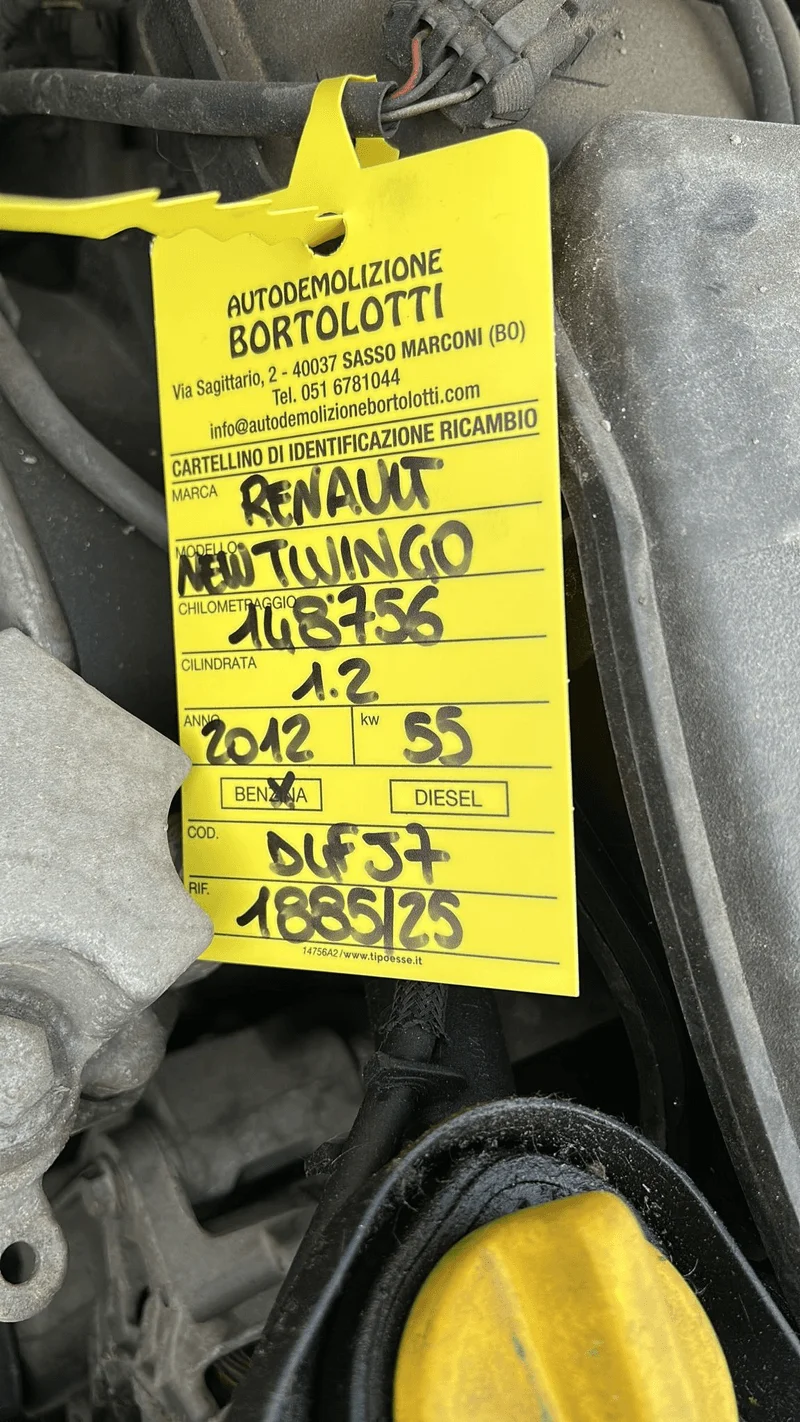 AUTODEMOLIZIONE
BORTOLOTTI
Via Sagittario, 2 - 40037 SASSO MARCONI (BO)
Tel. 051 6781044
info@autodemolizionebortolotti.com
CARTELLINO DI IDENTIFICAZIONE RICAMBIO
MARCA RENAULT
MODELLO NEW TWINGO
CHILOMETRAGGIO 148756
CILINDRATA 1.2
ANNO 2012 kw 55
BENZINA X DIESEL
COD. D4FJ7
RIF. 1885/25
14756A2/www.tipoesse.it